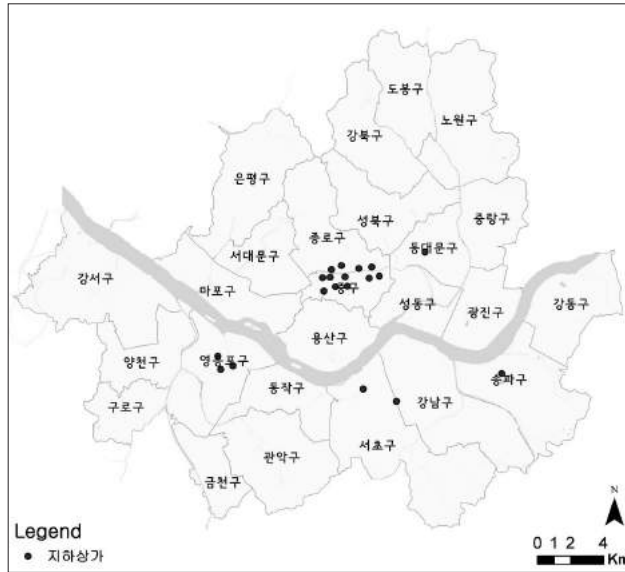 도봉구
노원구
강북구
은평구
성북구
중랑구
종로구
동대문구
서대문구
강서구
중구
마포구
성동구
광진구
강동구
용산구
양천구
영등포구
송파구
동작구
강남구
구로구
서초구
관악구
금천구
N
Legend
지하상가
0 1 2 4
Km